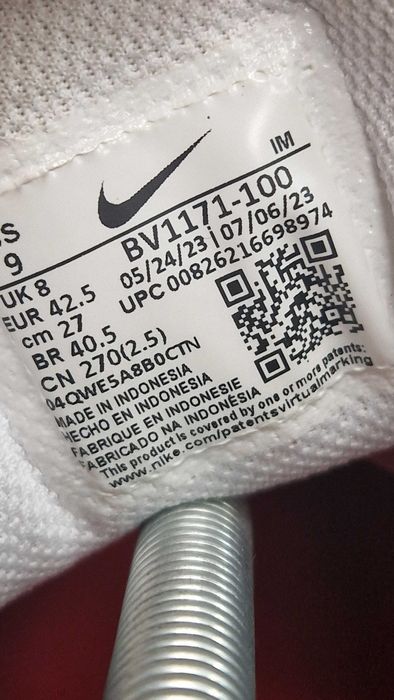 IM
BV1171-100
05/24/23 | 07/06/23
UPC 00826216698974
S
9
UK 8
EUR 42.5
cm 27
BR 40.5
CN 270(2.5)
04QWE5A8B0CTN
MADE IN INDONESIA
HECHO EN INDONESIA
FABRIQUE EN INDONESIE
FABRICADO NA INDONÉSIA
This product is covered by one or more patents:
www.nike.com/patentsvirtualmarking